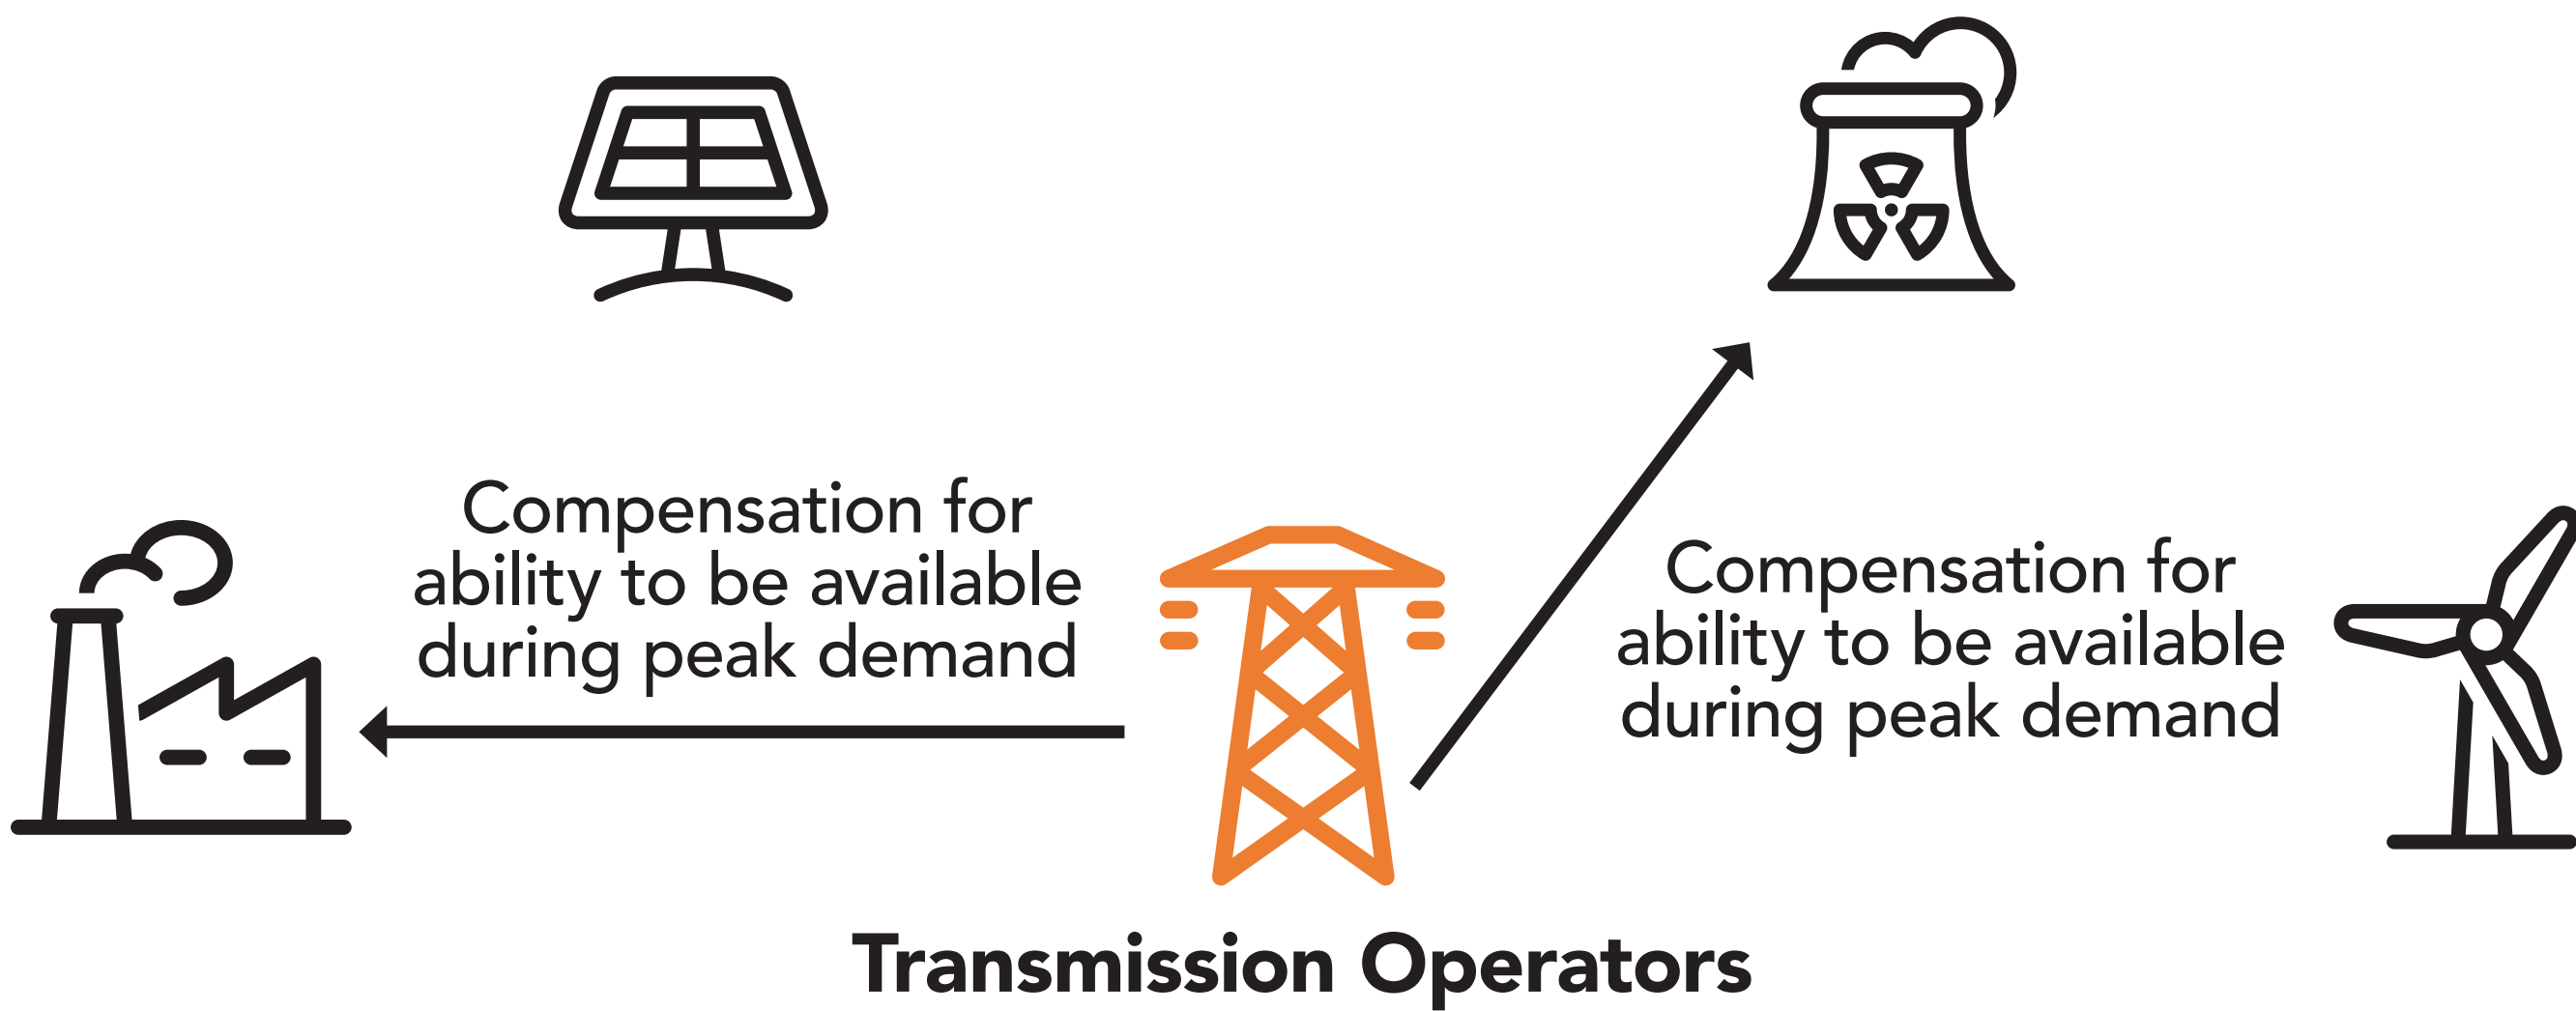 Compensation for
ability to be available
during peak demand
Compensation for
ability to be available
during peak demand
Transmission Operators